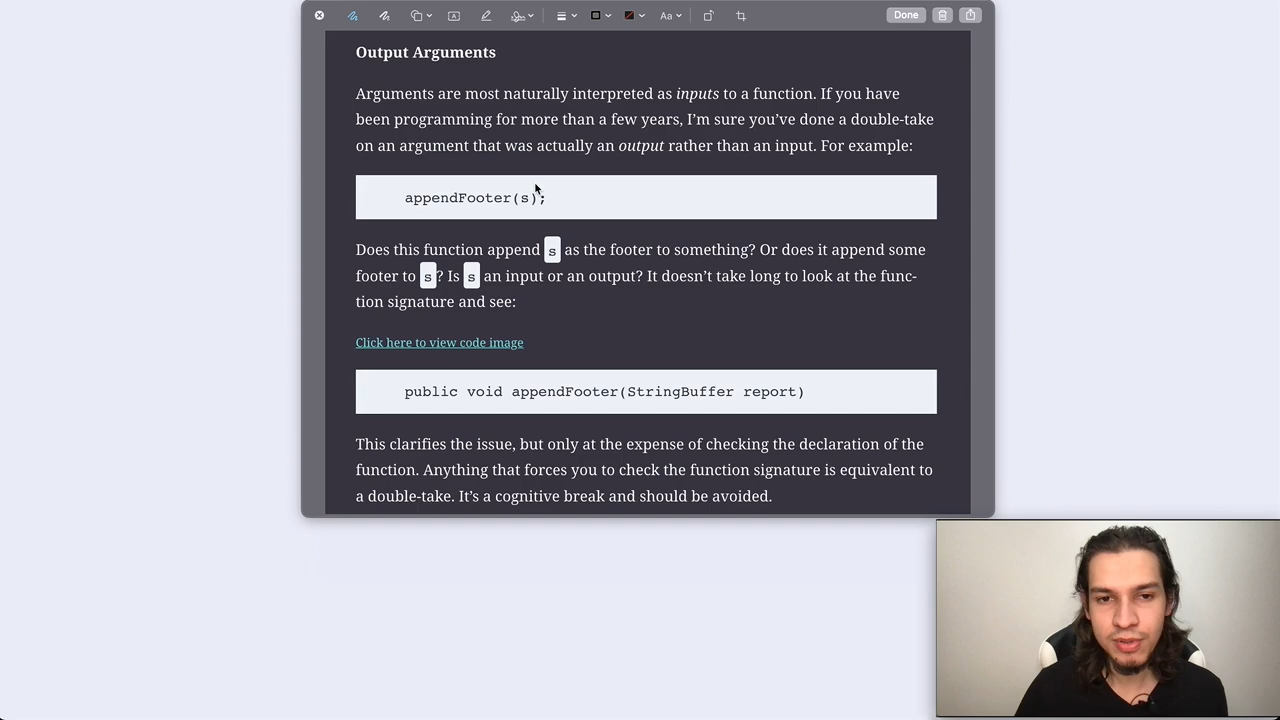 Aa
Done
Output Arguments
Arguments are most naturally interpreted as inputs to a function. If you have
been programming for more than a few years, I’m sure you’ve done a double-take
on an argument that was actually an output rather than an input. For example:
appendFooter(s);
Does this function append s as the footer to something? Or does it append some
footer to s? Is s an input or an output? It doesn’t take long to look at the func-
tion signature and see:
Click here to view code image
public void appendFooter(StringBuffer report)
This clarifies the issue, but only at the expense of checking the declaration of the
function. Anything that forces you to check the function signature is equivalent to
a double-take. It’s a cognitive break and should be avoided.